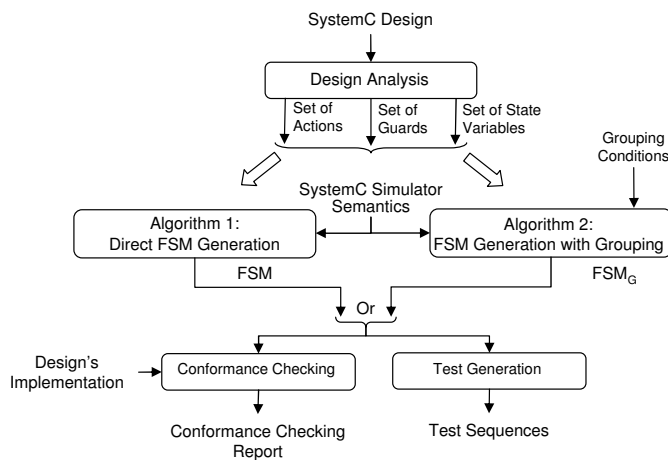 SystemC Design
Design Analysis
Set of
Actions
Set of
Guards
Set of State
Variables
Grouping
Conditions
SystemC Simulator
Semantics
Algorithm 1:
Direct FSM Generation
Algorithm 2:
FSM Generation with Grouping
FSM
FSMG
Or
Design's
Implementation
Conformance Checking
Test Generation
Conformance Checking
Report
Test Sequences